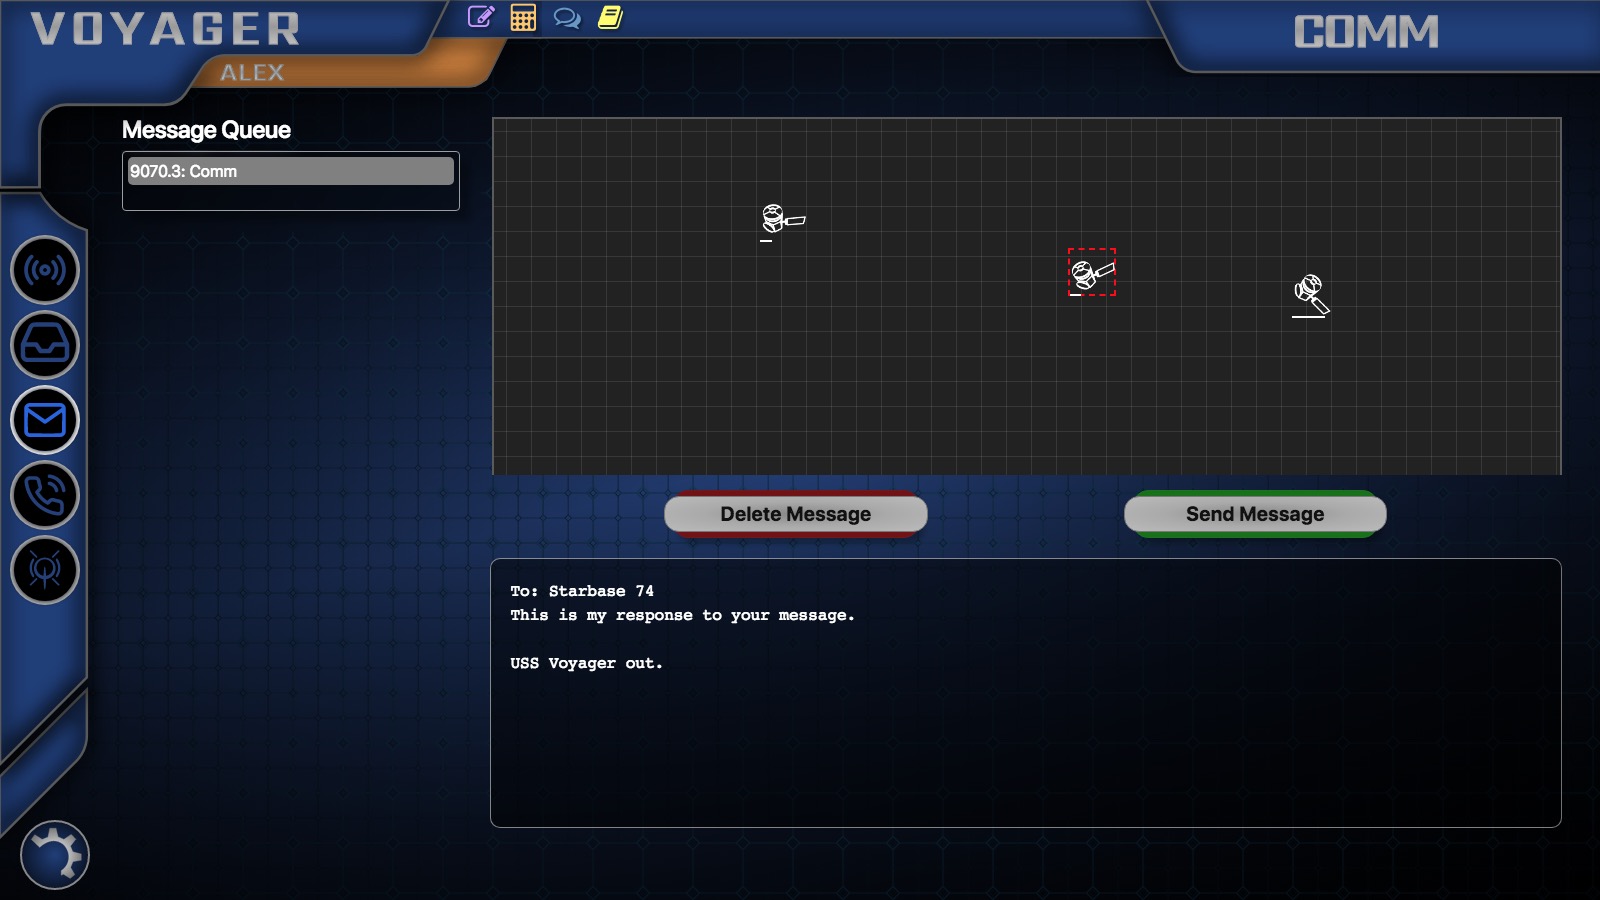 VOYAGER
ALEX
COMM
Message Queue
9070.3: Comm
Delete Message
Send Message
To: Starbase 74
This is my response to your message.
USS Voyager out.